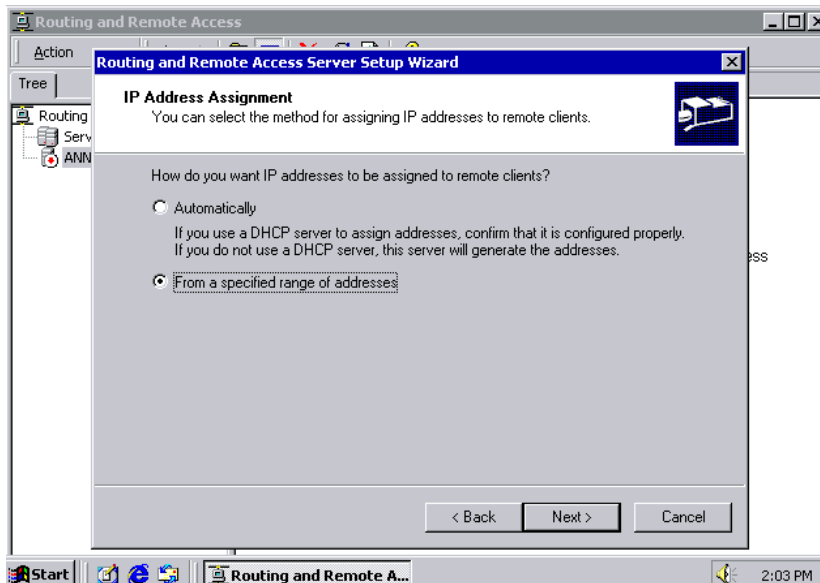 Routing and Remote Access
Action
Routing and Remote Access Server Setup Wizard
Tree
IP Address Assignment
You can select the method for assigning IP addresses to remote clients.
Routing
Serv
ANN
How do you want IP addresses to be assigned to remote clients?
Automatically
If you use a DHCP server to assign addresses, confirm that it is configured properly.
If you do not use a DHCP server, this server will generate the addresses.
ess
From a specified range of addresses
< Back
Next >
Cancel
Start
Routing and Remote A...
2:03 PM